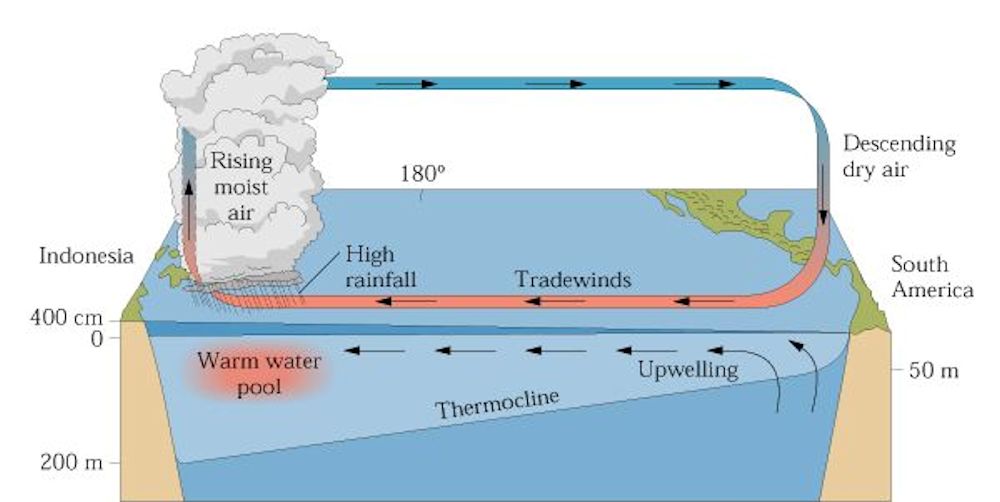 Descending
dry air
Rising
moist
air
180º
Indonesia
High
rainfall
Tradewinds
South
America
400 cm
0
Warm water
pool
Upwelling
50 m
Thermocline
200 m